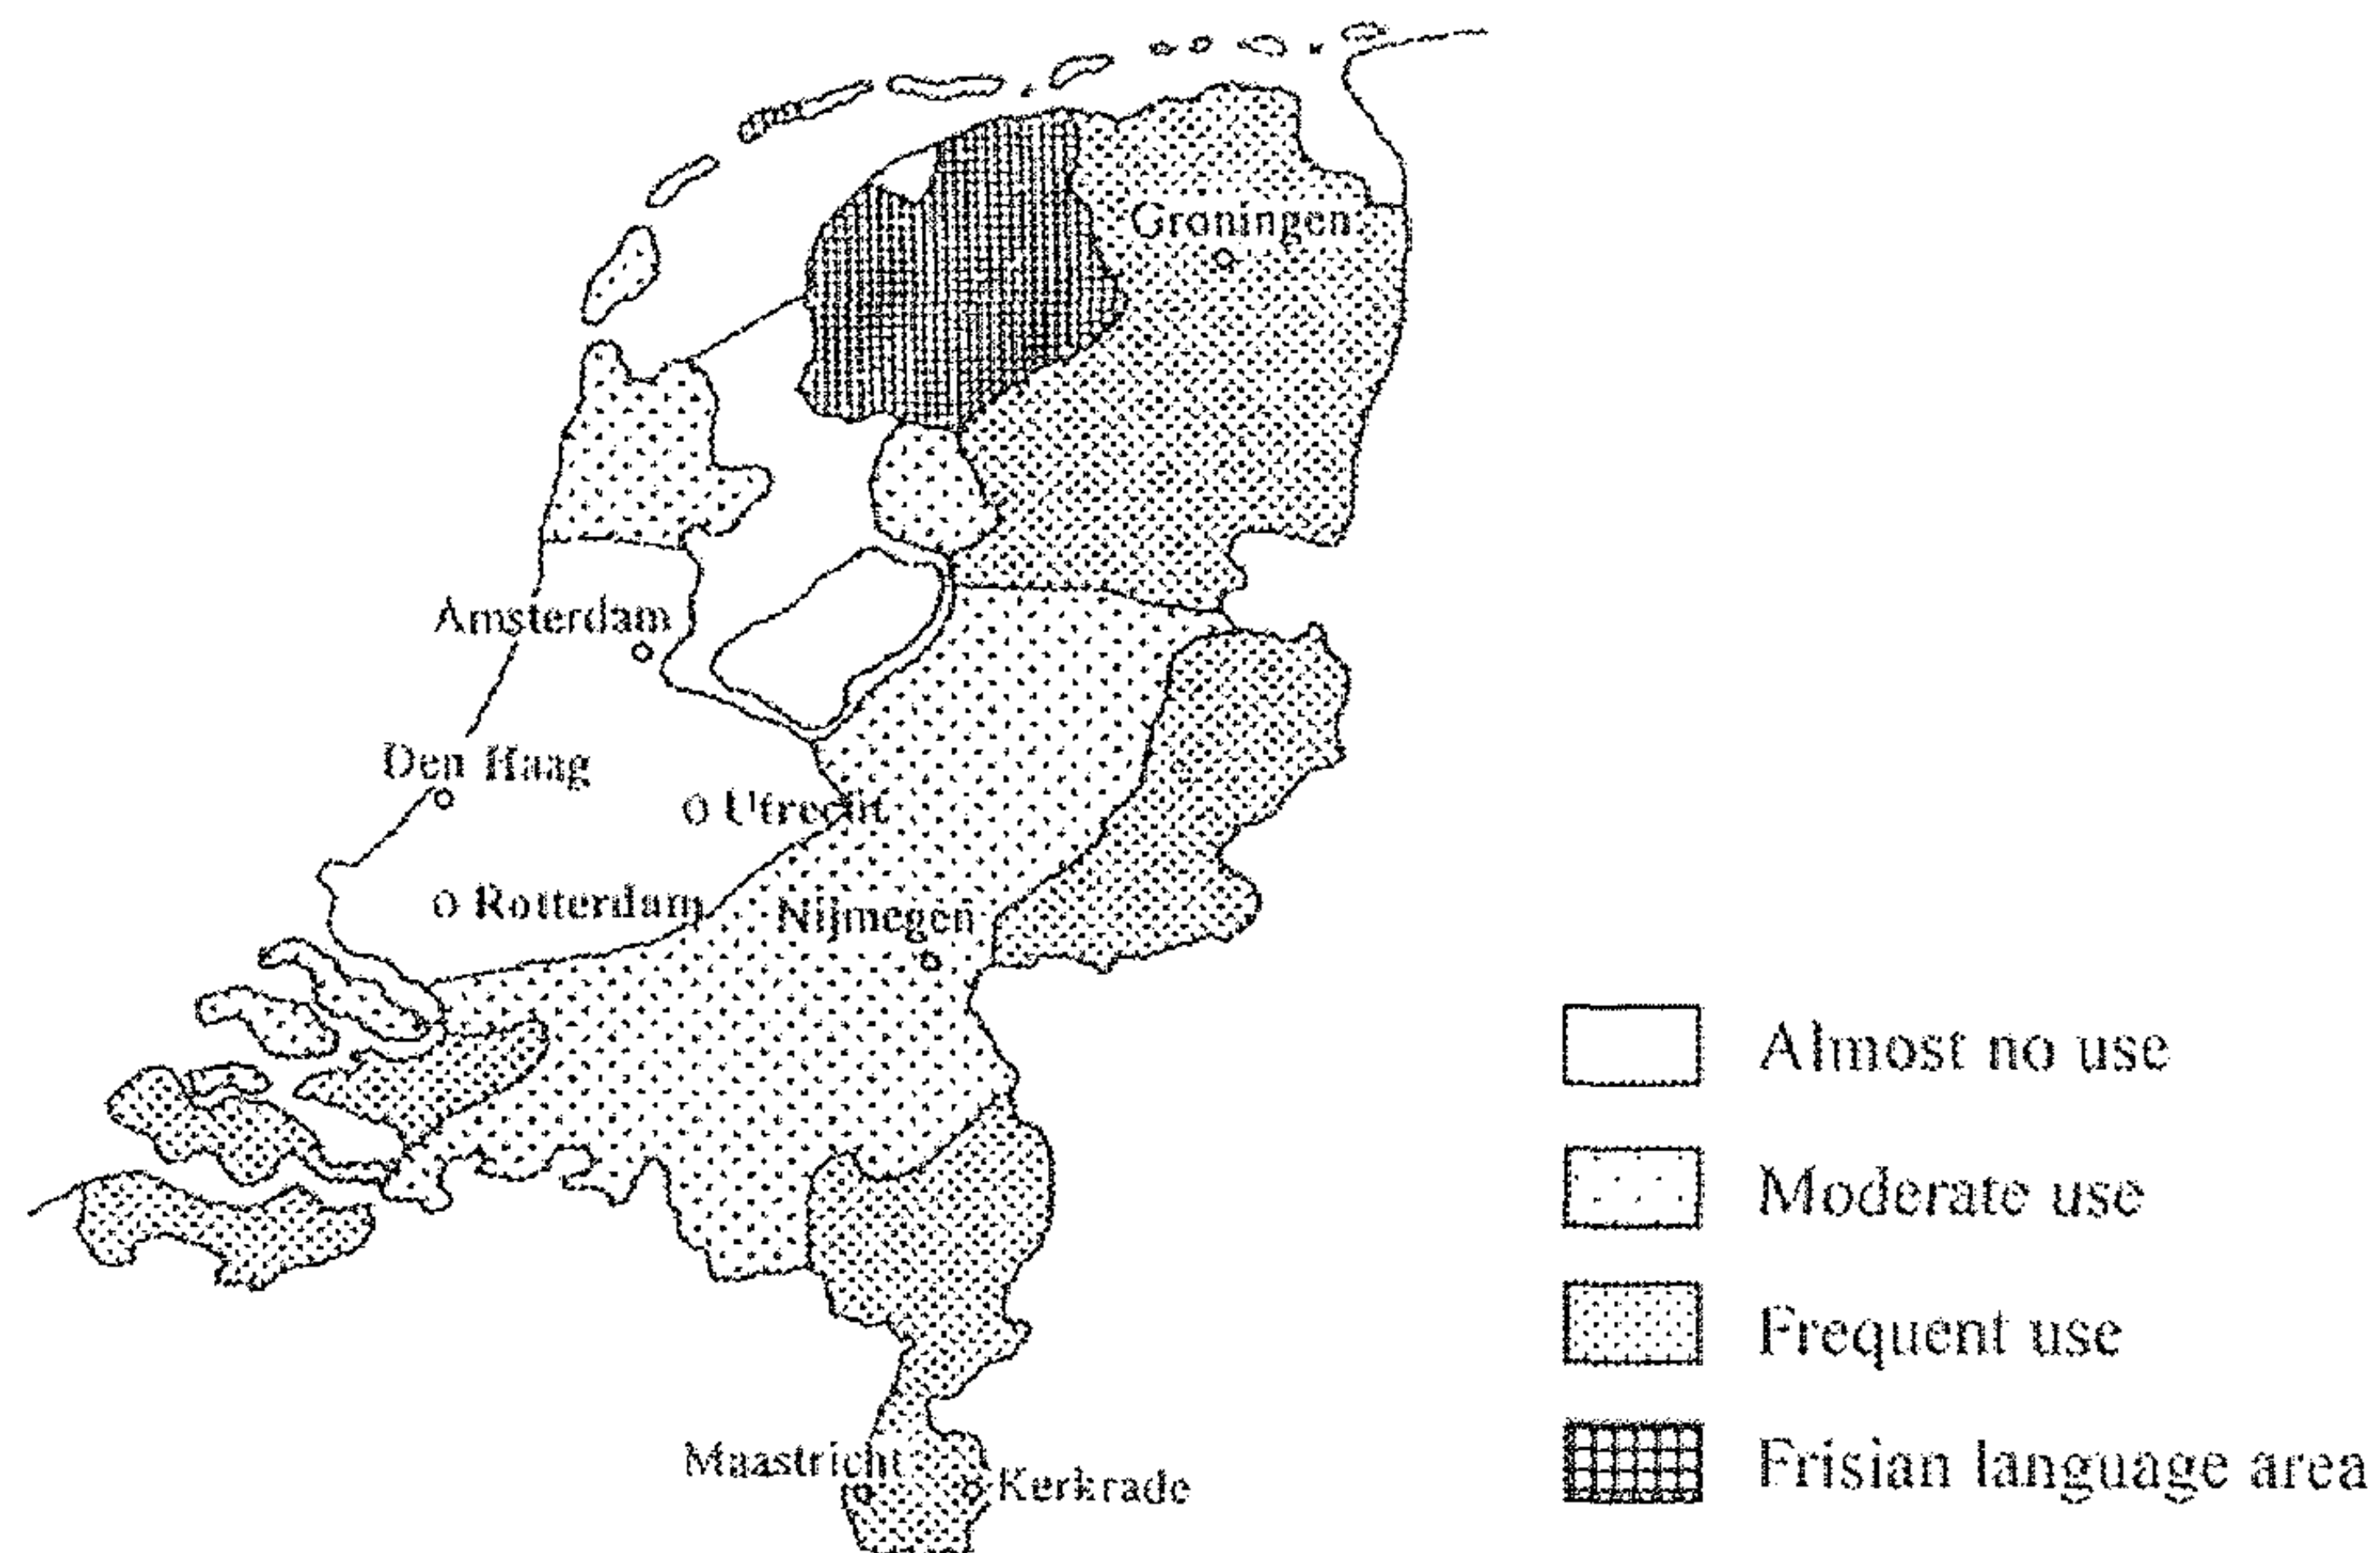 Groningen
Amsterdam
Den Haag
Utrecht
Rotterdam
Nijmegen
Almost no use
Moderate use
Frequent use
Frisian language area
Maastricht
Kerkrade